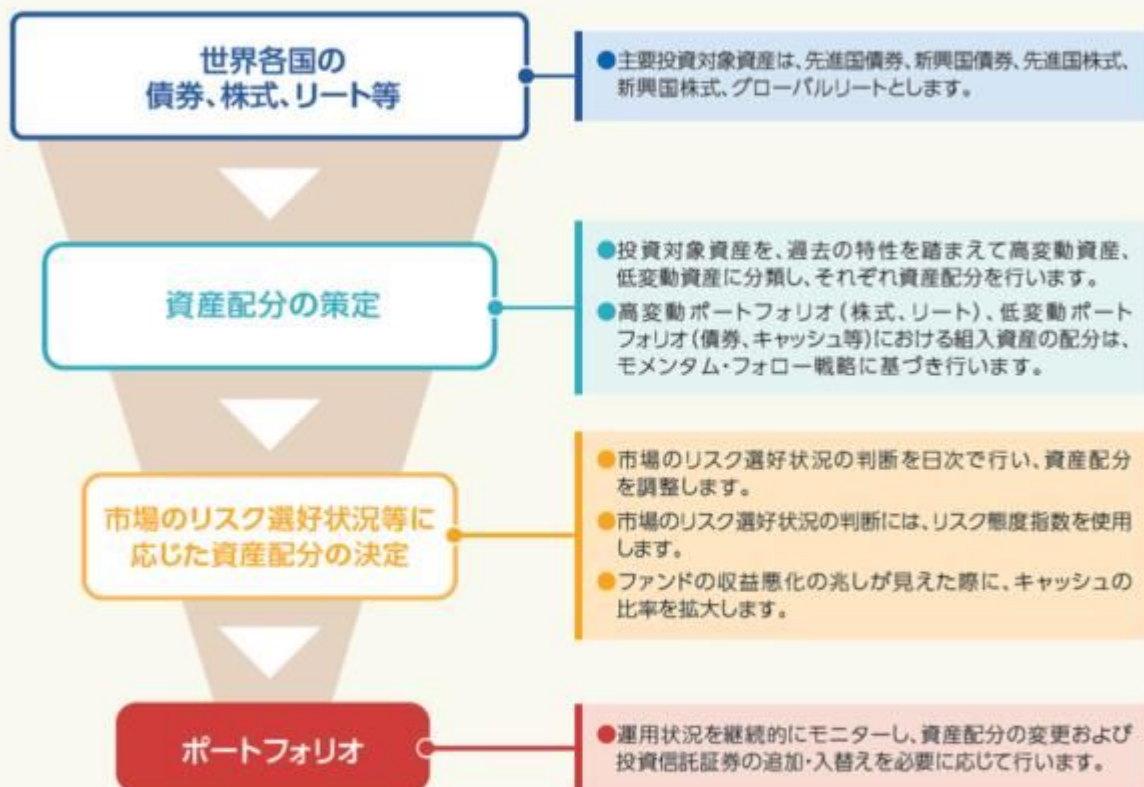 世界各国の
債券、株式、リート等
●主要投資対象資産は、先進国債券、新興国債券、先進国株式、
新興国株式、グローバルリートとします。
資産配分の策定
●投資対象資産を、過去の特性を踏まえて高変動資産、
低変動資産に分類し、それぞれ資産配分を行います。
●高変動ポートフォリオ(株式、リート)、低変動ポート
フォリオ(債券、キャッシュ等)における組入資産の配分は、
モメンタム・フォロー戦略に基づき行います。
市場のリスク選好状況等に
応じた資産配分の決定
●市場のリスク選好状況の判断を日次で行い、資産配分
を調整します。
●市場のリスク選好状況の判断には、リスク態度指数を使用
します。
●ファンドの収益悪化の兆しが見えた際に、キャッシュの
比率を拡大します。
ポートフォリオ
●運用状況を継続的にモニターし、資産配分の変更および
投資信託証券の追加・入替えを必要に応じて行います。